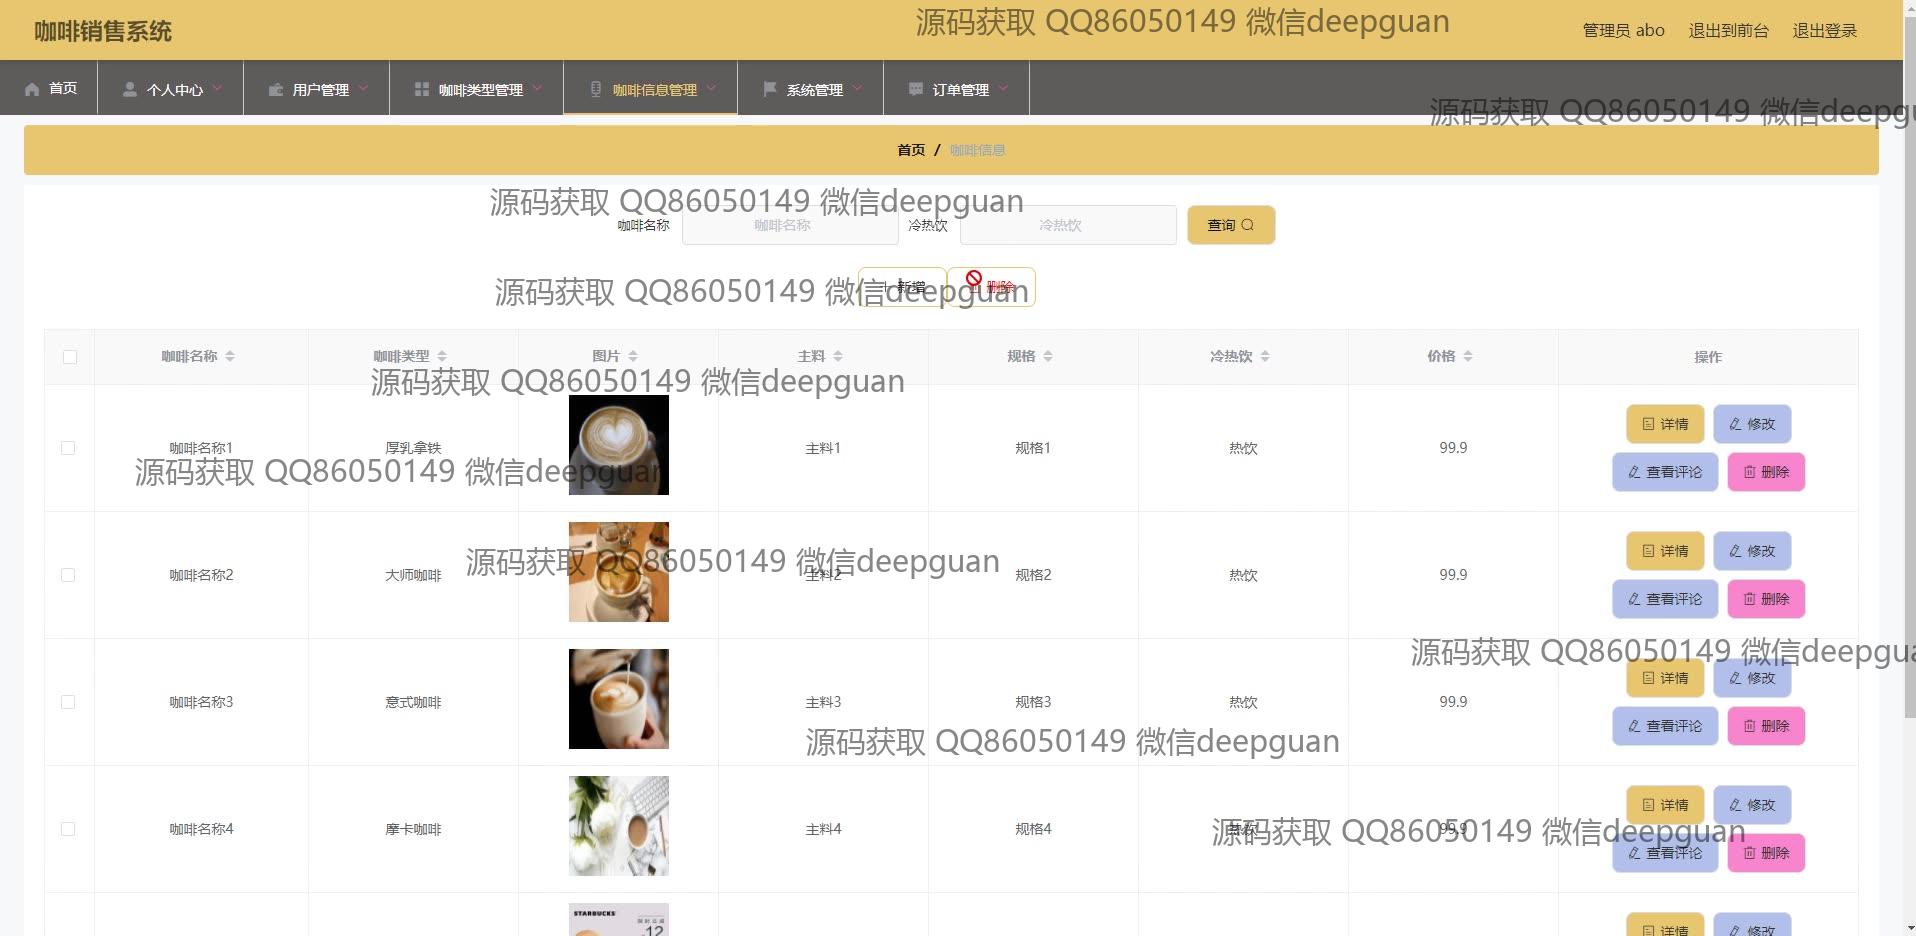 咖啡销售系统
源码获取 QQ86050149 微信deepguan
管理员 abo 退出到前台 退出登录
首页 个人中心 用户管理 咖啡类型管理 咖啡信息管理 系统管理 订单管理
源码获取 QQ86050149 微信deepgu
首页 / 咖啡信息
源码获取 QQ86050149 微信deepguan
咖啡名称 咖啡名称 冷热饮 冷热饮 查询
源码获取 QQ86050149 微信deepguan
+ 新增 删除
咖啡名称 咖啡类型 图片 主料 规格 冷热饮 价格 操作
源码获取 QQ86050149 微信deepguan
详情 修改
咖啡名称1 厚乳拿铁 主料1 规格1 热饮 99.9
查看评论 删除
源码获取 QQ86050149 微信deepguan
详情 修改
源码获取 QQ86050149 微信deepguan
咖啡名称2 大师咖啡 主料2 规格2 热饮 99.9
查看评论 删除
源码获取 QQ86050149 微信deepgua
详情 修改
咖啡名称3 意式咖啡 主料3 规格3 热饮 99.9
查看评论 删除
源码获取 QQ86050149 微信deepguan
详情 修改
咖啡名称4 摩卡咖啡 主料4 规格4 热饮 99.9
源码获取 QQ86050149 微信deepguan
查看评论 删除
STARBUCKS
12
详情 修改